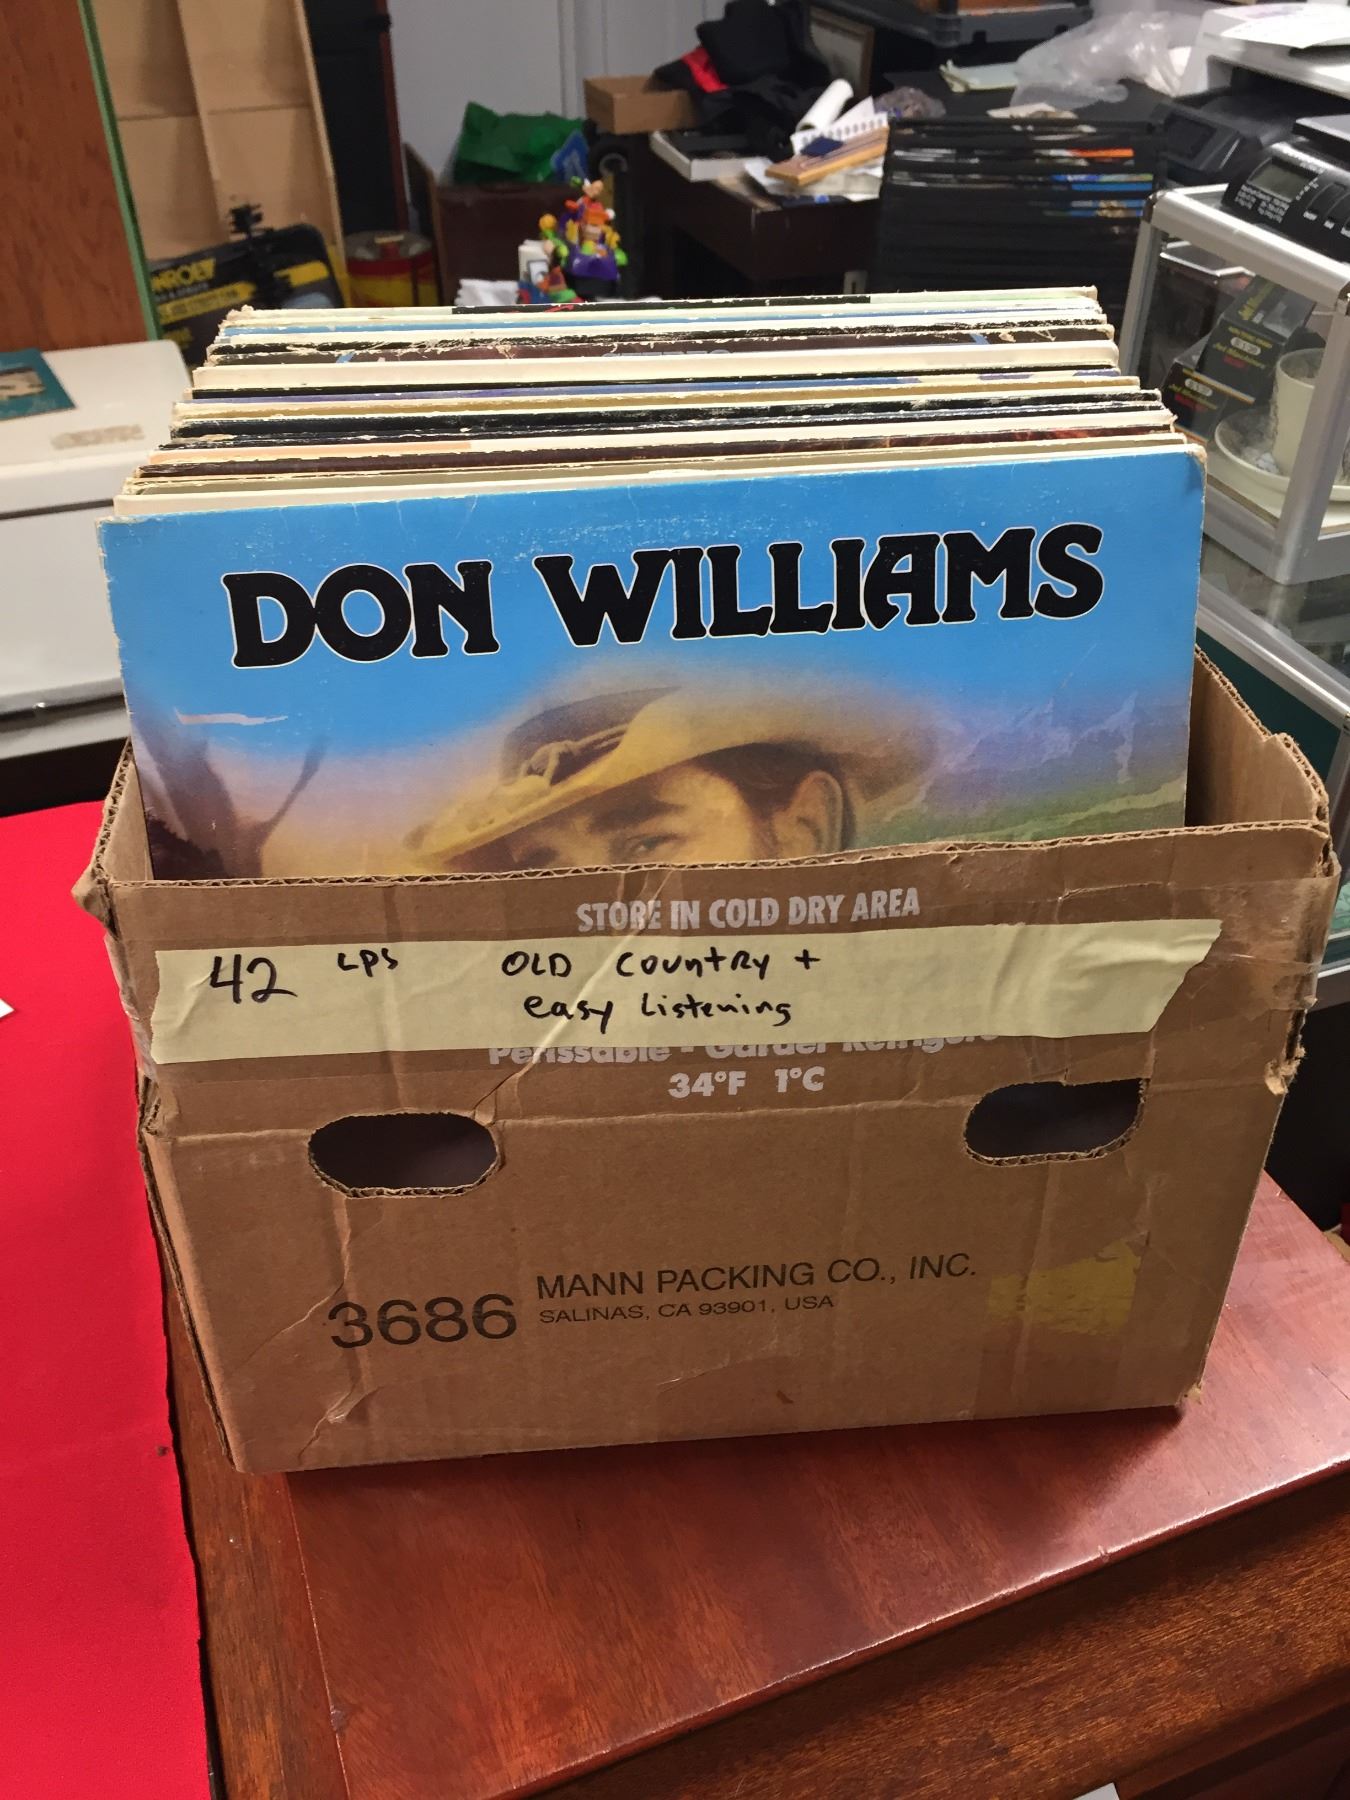 DON WILLIAMS
STORE IN COLD DRY AREA
42 LPS OLD COUNTRY +
easy Listening
34°F 1°C
3686 MANN PACKING CO., INC.
SALINAS, CA 93901, USA